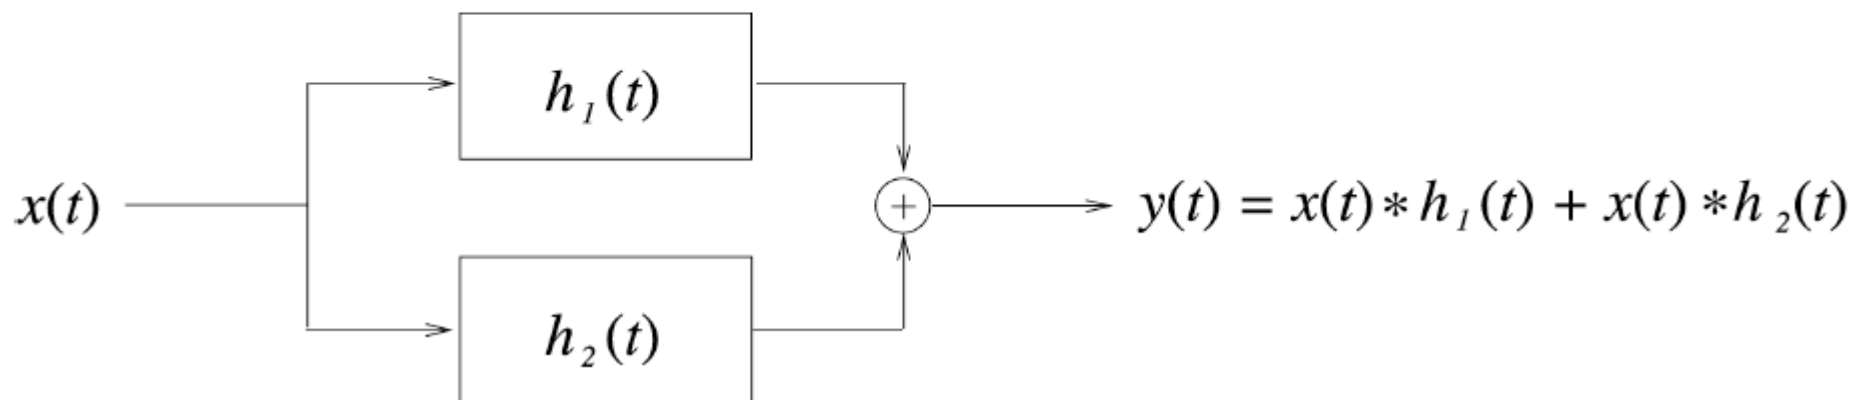 h₁(t)
x(t)
+
y(t) = x(t)*h₁(t) + x(t)*h₂(t)
h₂(t)